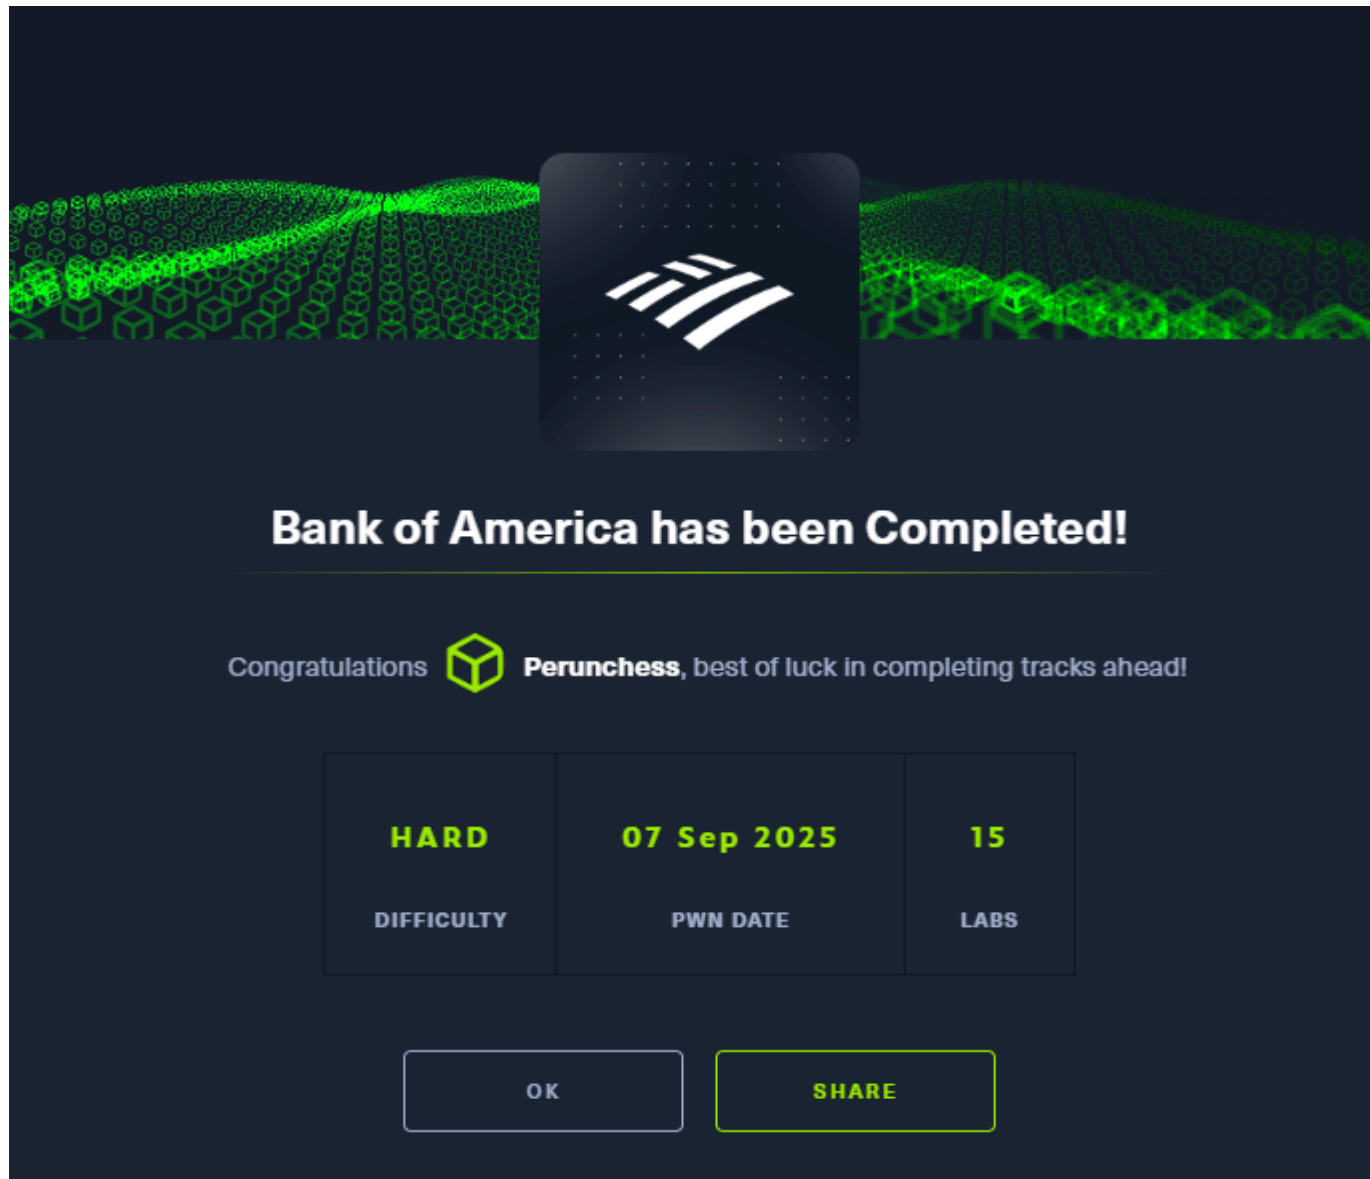 Bank of America has been Completed!
Congratulations Perunchess, best of luck in completing tracks ahead!
HARD 07 Sep 2025 15
DIFFICULTY PWN DATE LABS
OK SHARE